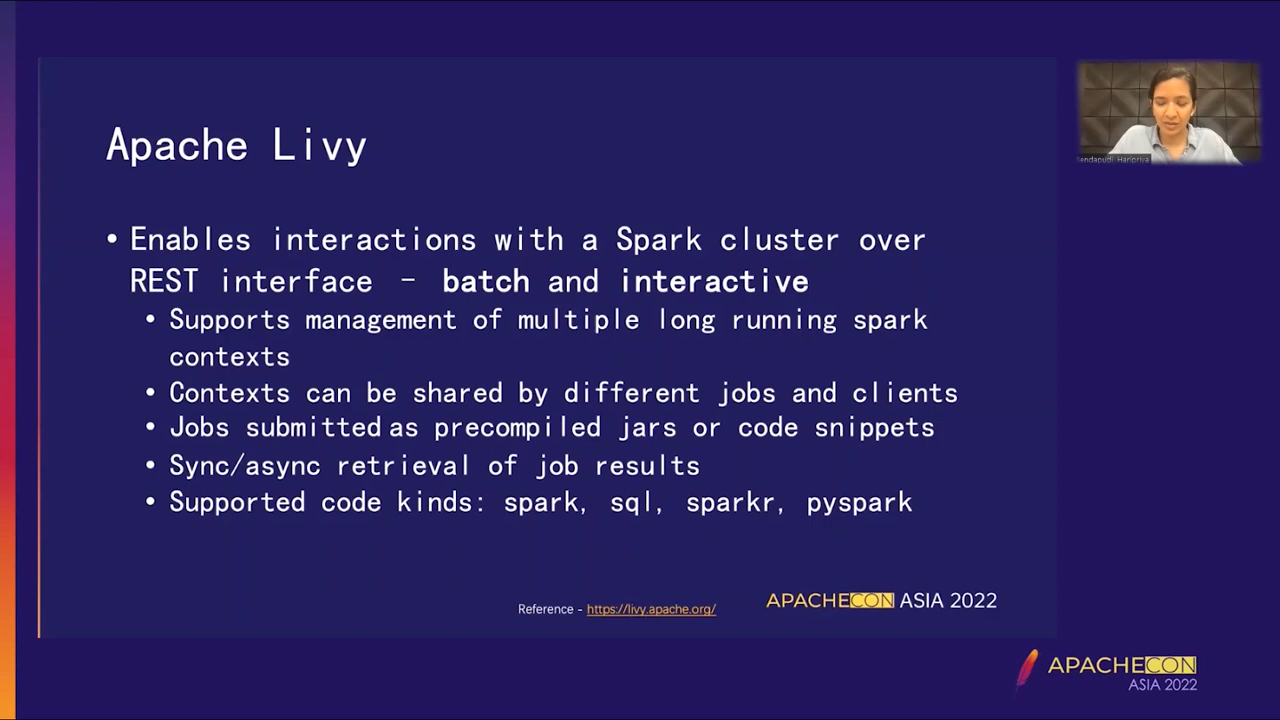 Apache Livy
• Enables interactions with a Spark cluster over
REST interface – batch and interactive
• Supports management of multiple long running spark
contexts
• Contexts can be shared by different jobs and clients
• Jobs submitted as precompiled jars or code snippets
• Sync/async retrieval of job results
• Supported code kinds: spark, sql, sparkr, pyspark
Reference - https://livy.apache.org/
APACHECON ASIA 2022
Haripriya
APACHECON
ASIA 2022